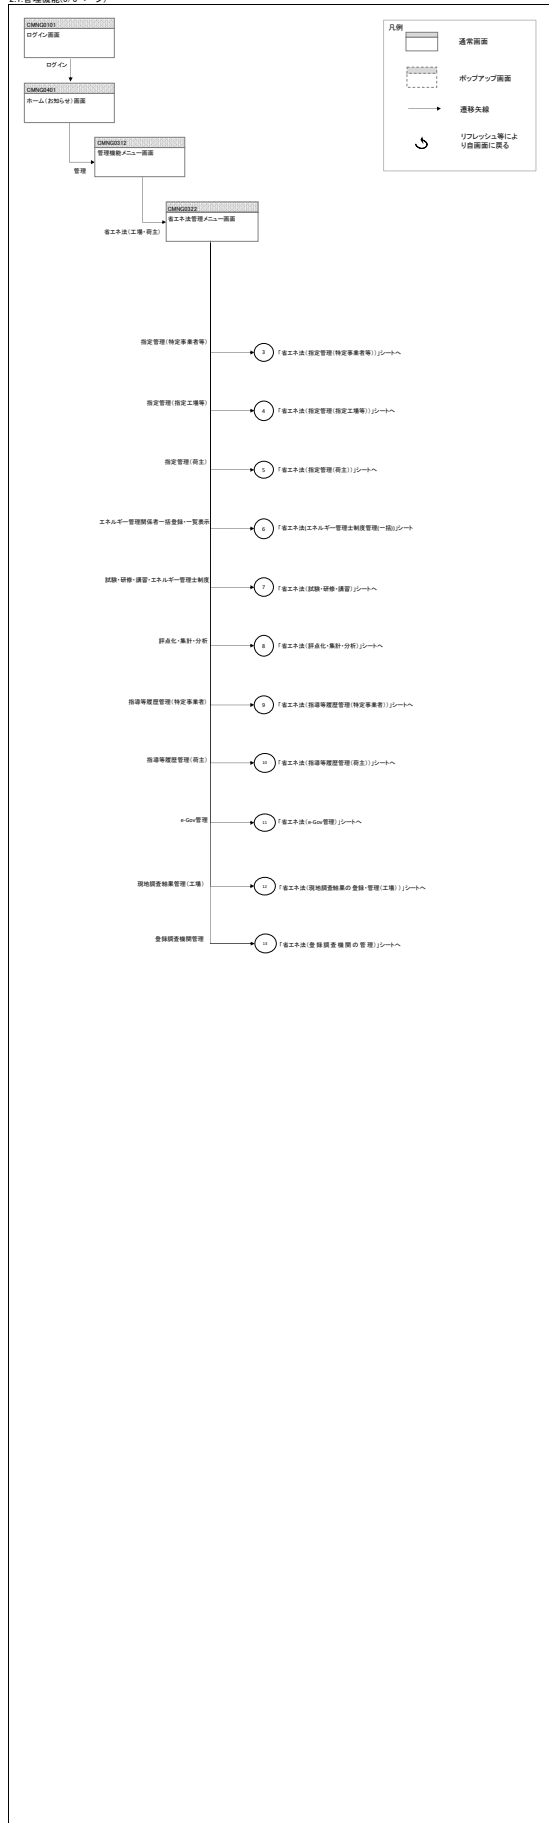 CMNG0101
ログイン画面
ログイン
CMNG0401
ホーム(お知らせ)画面
管理
CMNG0312
管理機能メニュー画面
省エネ法(工場・荷主)
CMNG0322
省エネ法管理メニュー画面
凡例
通常画面
ポップアップ画面
遷移矢線
リフレッシュ等によ
り自画面に戻る
指定管理(特定事業者等)
3
「省エネ法(指定管理(特定事業者等))」シートへ
指定管理(指定工場等)
4
「省エネ法(指定管理(指定工場等))」シートへ
指定管理(荷主)
5
「省エネ法(指定管理(荷主))」シートへ
エネルギー管理関係者一括登録・一覧表示
6
「省エネ法(エネルギー管理士制度管理(一括))」シート
試験・研修・講習・エネルギー管理士制度
7
「省エネ法(試験・研修・講習)」シートへ
評点化・集計・分析
8
「省エネ法(評点化・集計・分析)」シートへ
指導等履歴管理(特定事業者)
9
「省エネ法(指導等履歴管理(特定事業者))」シートへ
指導等履歴管理(荷主)
10
「省エネ法(指導等履歴管理(荷主))」シートへ
e-Gov管理
11
「省エネ法(e-Gov管理)」シートへ
現地調査結果管理(工場)
12
「省エネ法(現地調査結果の登録・管理(工場))」シートへ
登録調査機関管理
13
「省エネ法(登録調査機関の管理)」シートへ